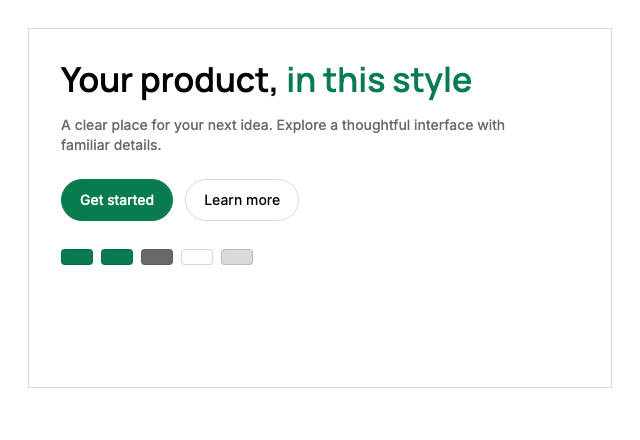 Your product, in this style
A clear place for your next idea. Explore a thoughtful interface with
familiar details.
Get started
Learn more